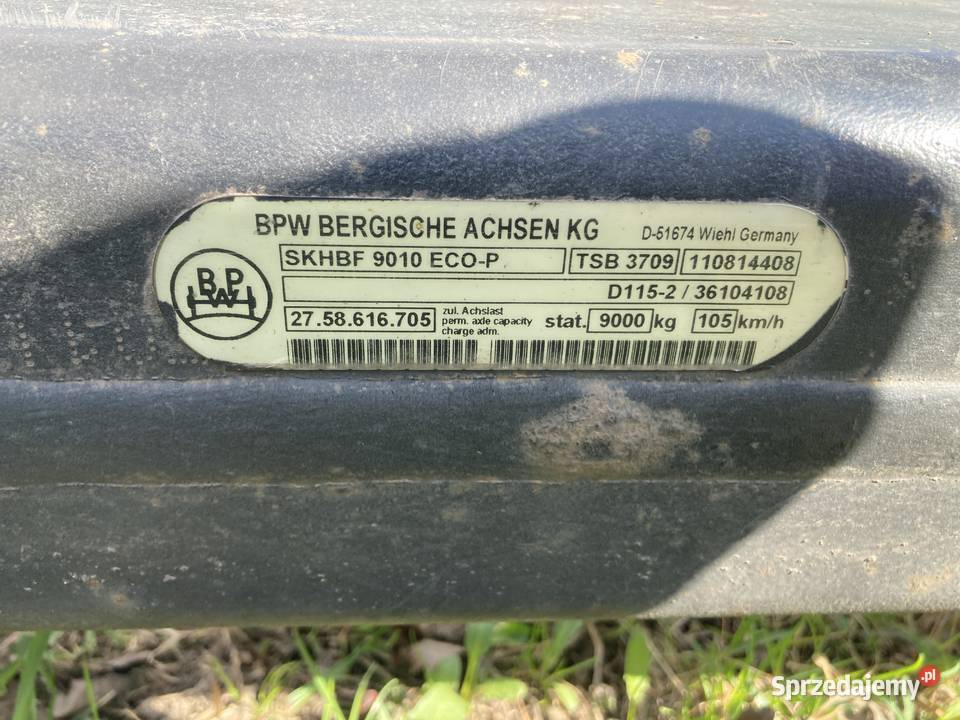 BPW BERGISCHE ACHSEN KG D-51674 Wiehl Germany
SKHBF 9010 ECO-P TSB 3709 110814408
BPW
D115-2 / 36104108
27.58.616.705 zul. Achslast
perm. axle capacity
charge adm.
stat. 9000 kg 105 km/h
Sprzedajemy.pl